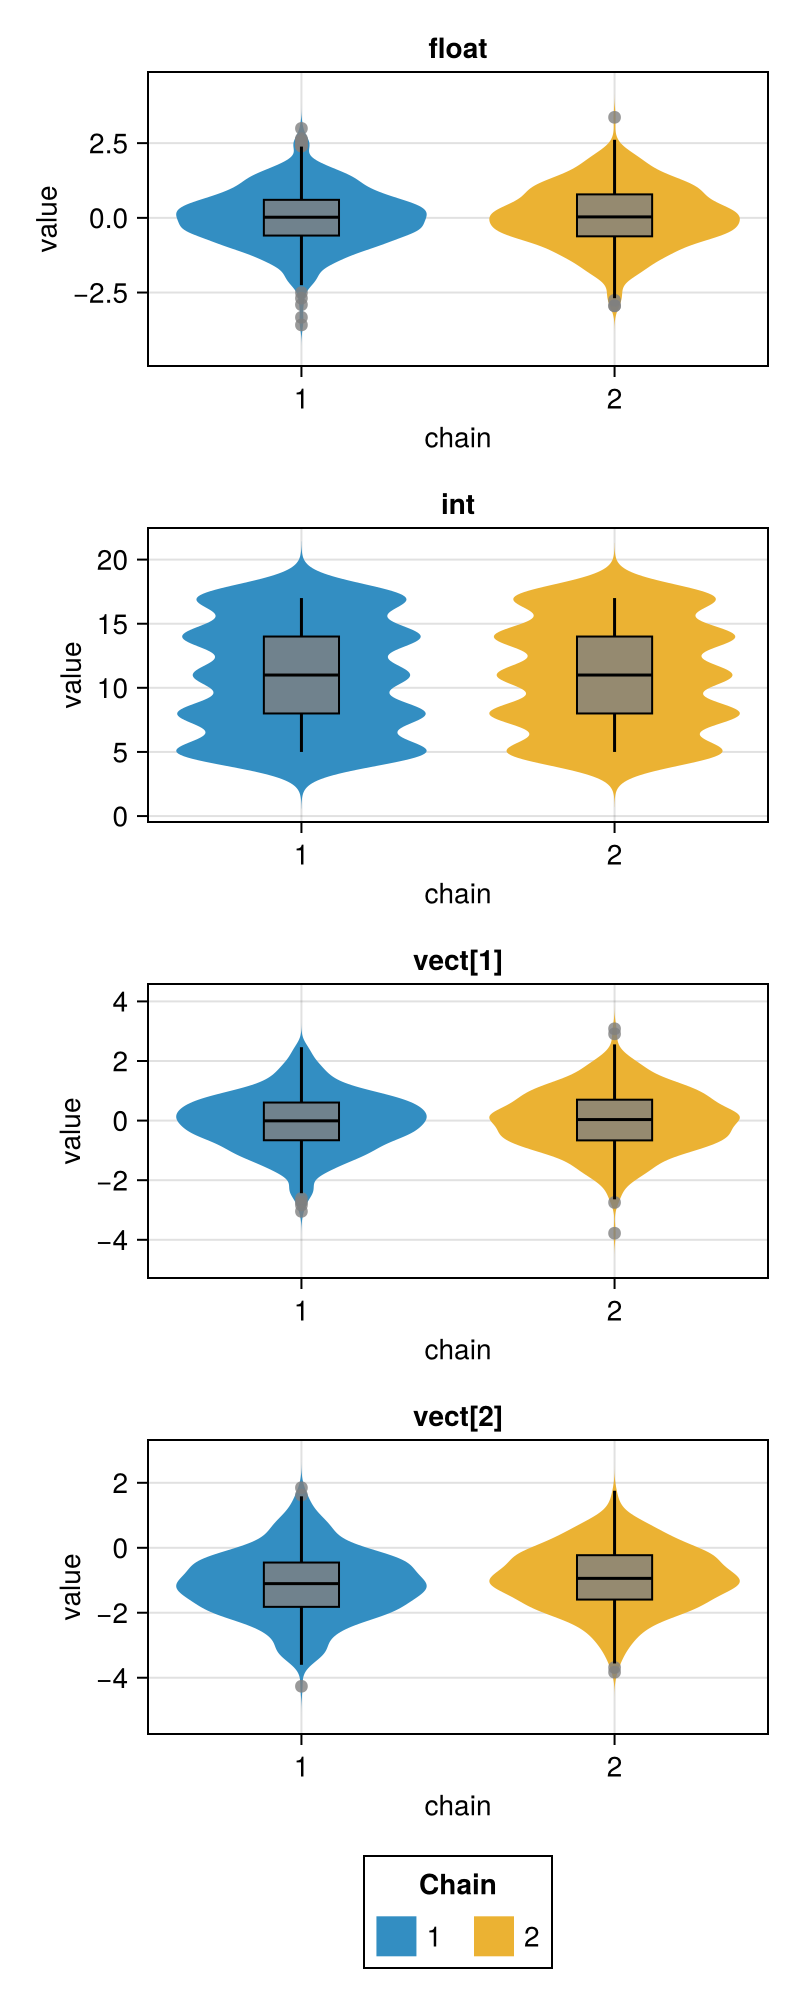 float
2.5
0.0
−2.5
value
1 2
chain
int
20
15
10
5
0
value
1 2
chain
vect[1]
4
2
0
−2
−4
value
1 2
chain
vect[2]
2
0
−2
−4
value
1 2
chain
Chain
1 2